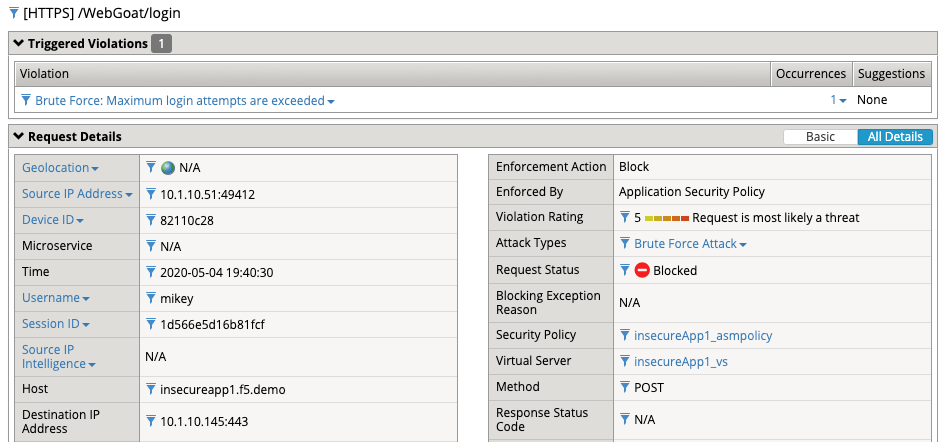 [HTTPS] /WebGoat/login
Triggered Violations 1
Violation Occurrences Suggestions
Brute Force: Maximum login attempts are exceeded 1 None
Request Details Basic All Details
Geolocation N/A
Source IP Address 10.1.10.51:49412
Device ID 82110c28
Microservice N/A
Time 2020-05-04 19:40:30
Username mikey
Session ID 1d566e5d16b81fcf
Source IP
Intelligence N/A
Host insecureapp1.f5.demo
Destination IP
Address 10.1.10.145:443
Enforcement Action Block
Enforced By Application Security Policy
Violation Rating 5 Request is most likely a threat
Attack Types Brute Force Attack
Request Status Blocked
Blocking Exception
Reason N/A
Security Policy insecureApp1_asmpolicy
Virtual Server insecureApp1_vs
Method POST
Response Status
Code N/A